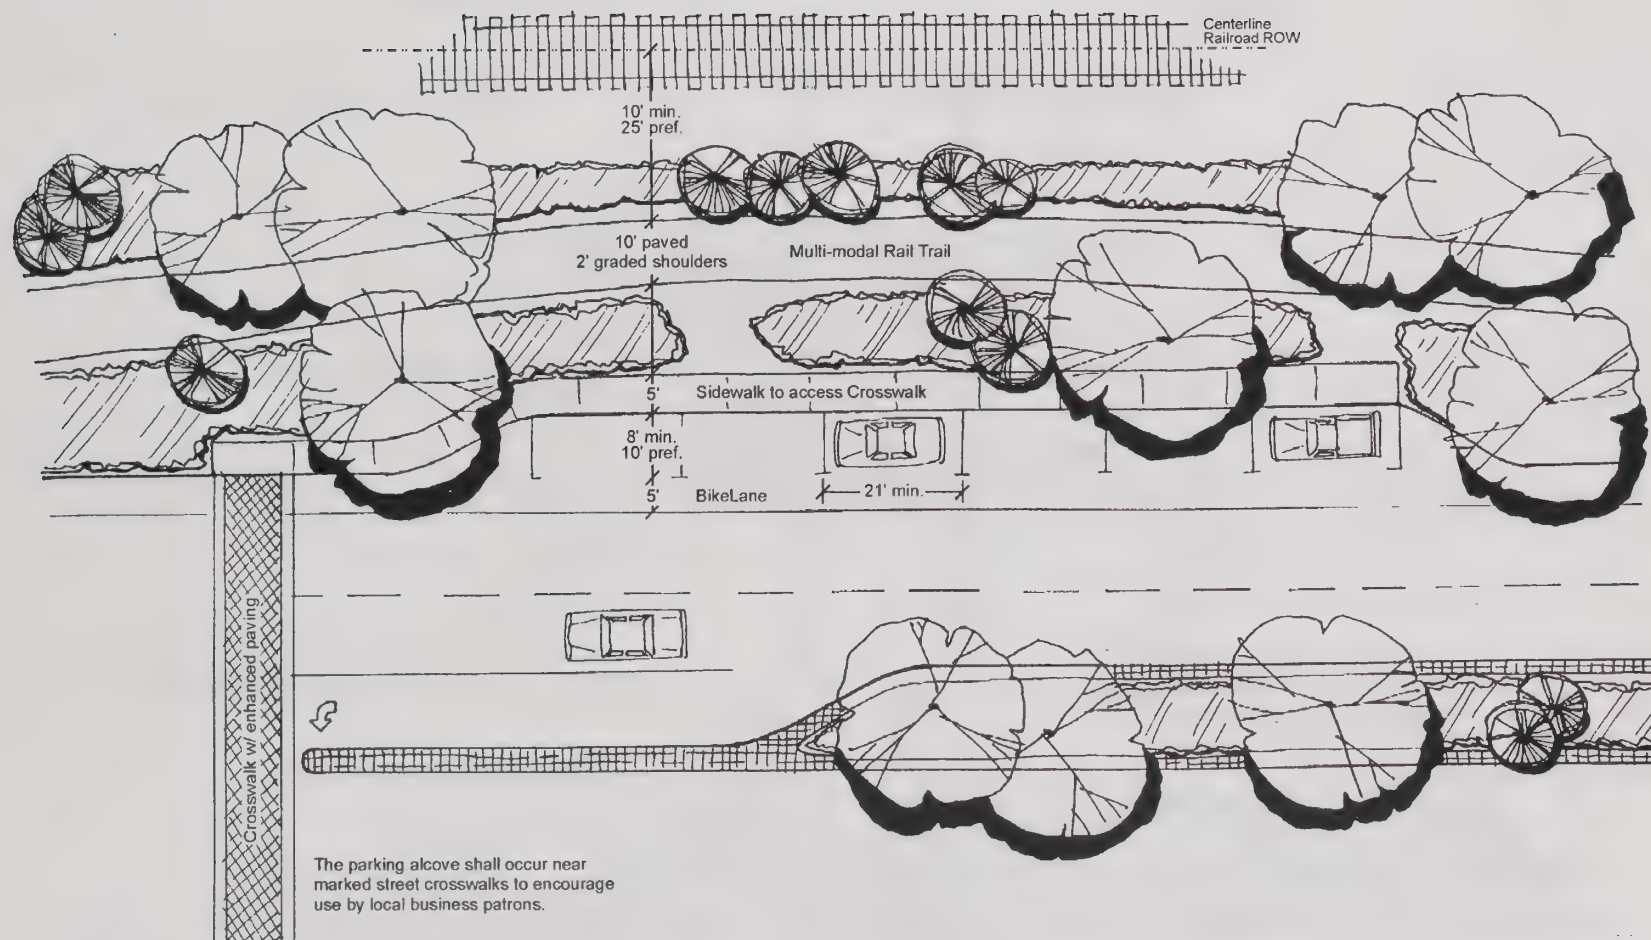 Centerline
Railroad ROW
10' min.
25' pref.
10' paved
2' graded shoulders
Multi-modal Rail Trail
5'
Sidewalk to access Crosswalk
8' min.
10' pref.
5'
BikeLane
21' min.
Crosswalk w/ enhanced paving
The parking alcove shall occur near
marked street crosswalks to encourage
use by local business patrons.